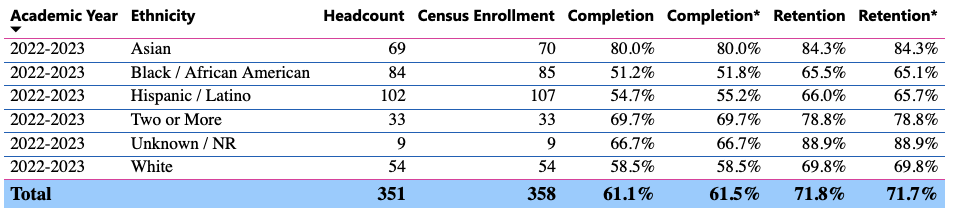 Academic Year Ethnicity Headcount Census Enrollment Completion Completion* Retention Retention*
2022-2023 Asian 69 70 80.0% 80.0% 84.3% 84.3%
2022-2023 Black / African American 84 85 51.2% 51.8% 65.5% 65.1%
2022-2023 Hispanic / Latino 102 107 54.7% 55.2% 66.0% 65.7%
2022-2023 Two or More 33 33 69.7% 69.7% 78.8% 78.8%
2022-2023 Unknown / NR 9 9 66.7% 66.7% 88.9% 88.9%
2022-2023 White 54 54 58.5% 58.5% 69.8% 69.8%
Total 351 358 61.1% 61.5% 71.8% 71.7%